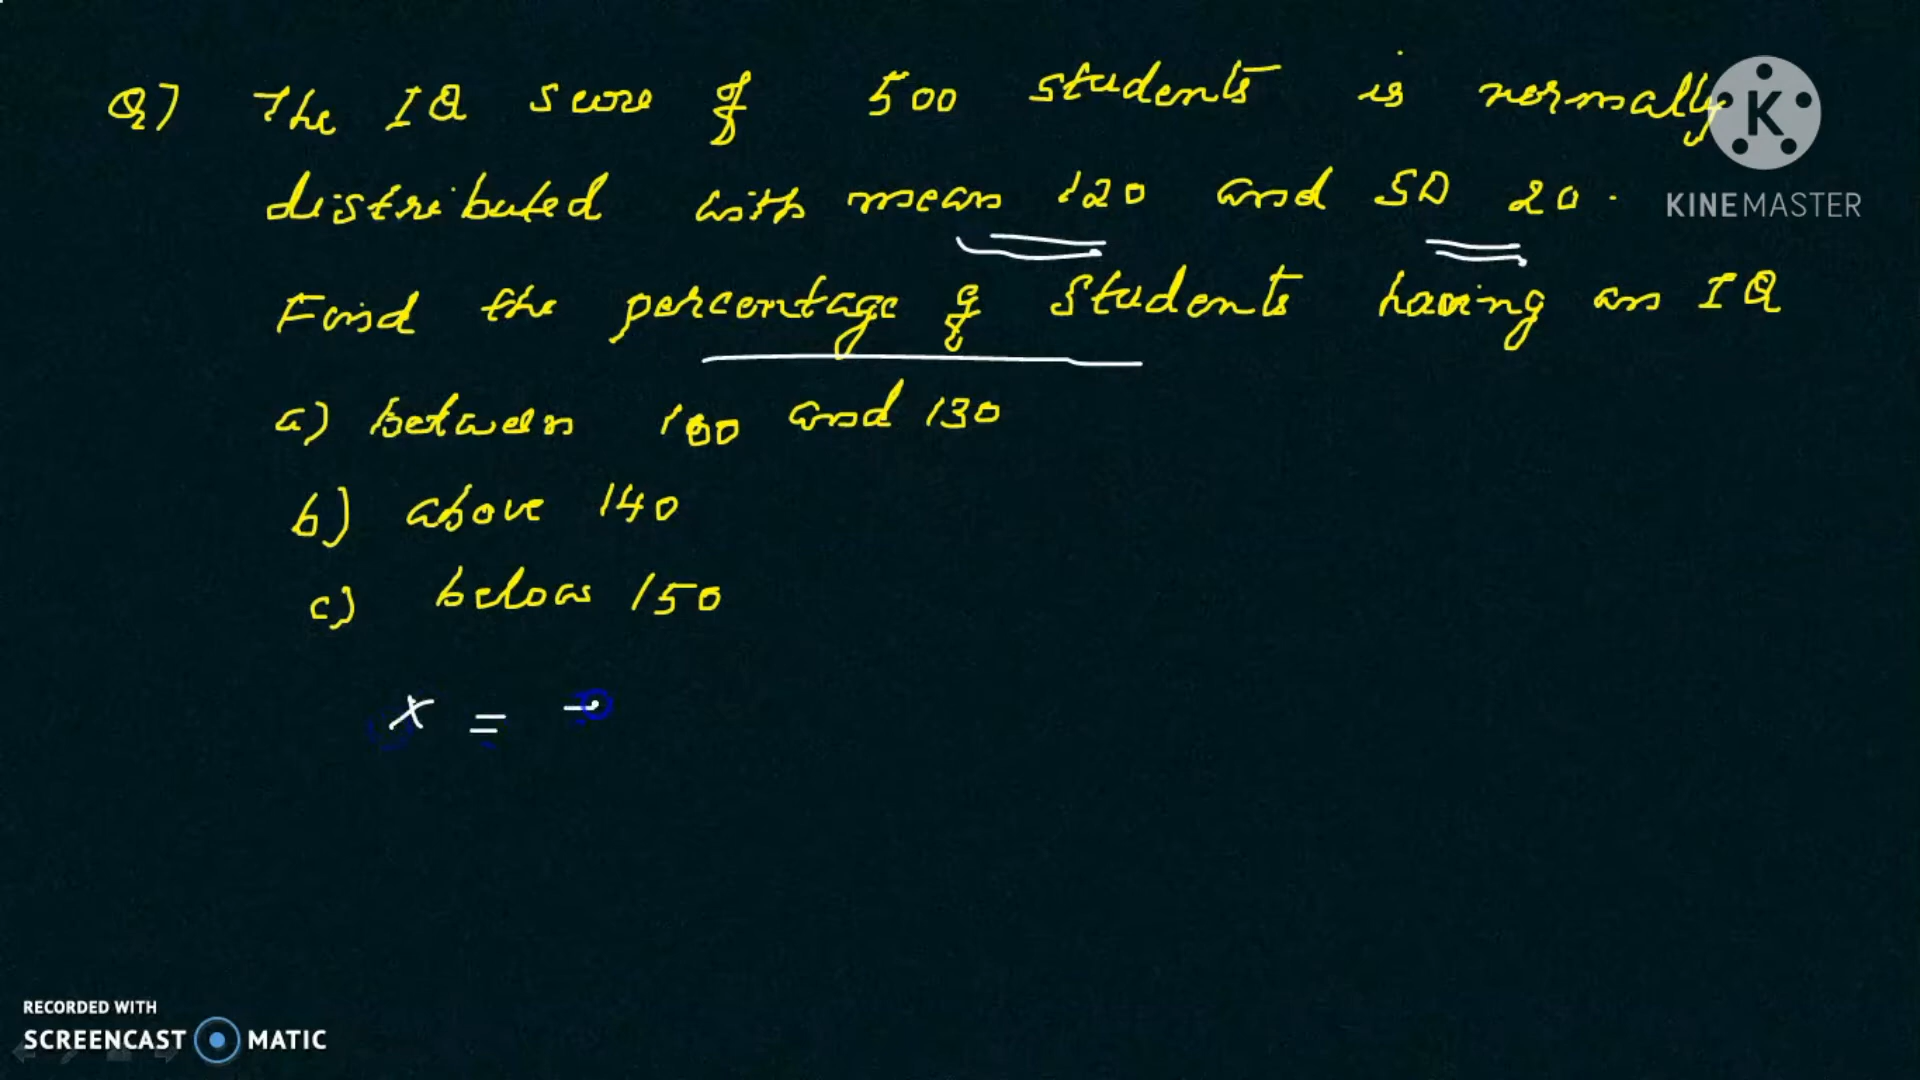 Q) The IQ score of 500 students is normally
distributed with mean 120 and SD 20.
Find the percentage of students having an IQ
a) between 100 and 130
b) above 140
c) below 150
x =
K
KINEMASTER
RECORDED WITH
SCREENCAST MATIC